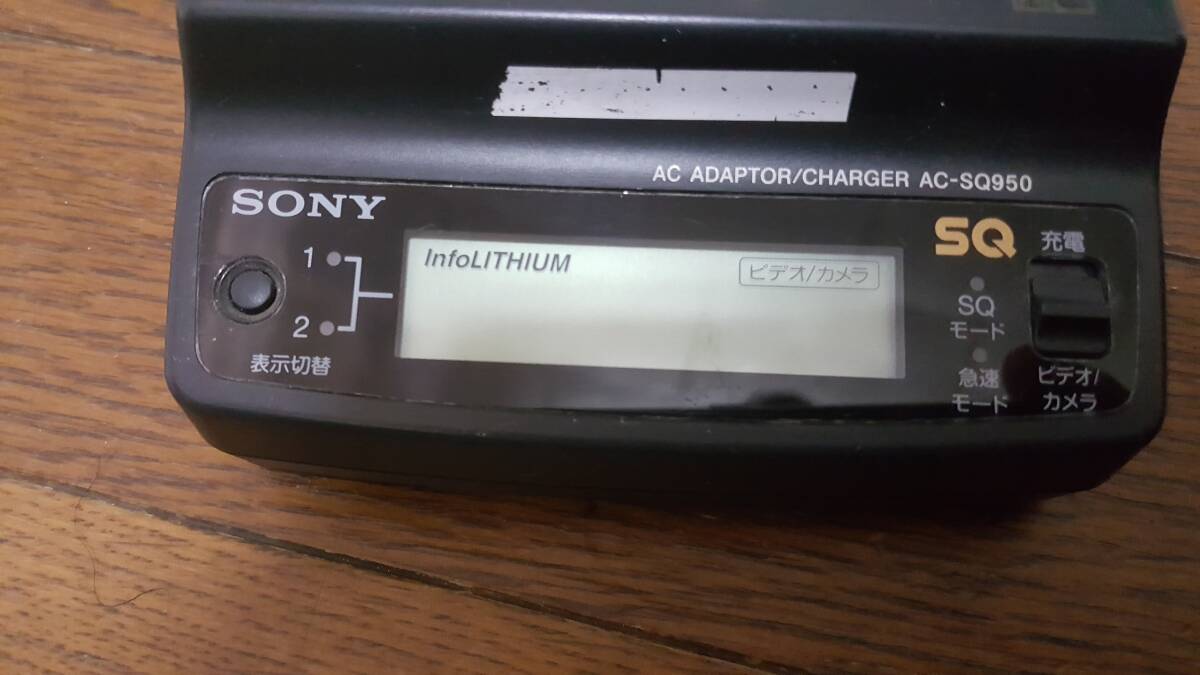 AC ADAPTOR/CHARGER AC-SQ950
SONY
SQ
充電
1
2
表示切替
InfoLITHIUM
ビデオ/カメラ
SQ
モード
急速
モード
ビデオ/
カメラ